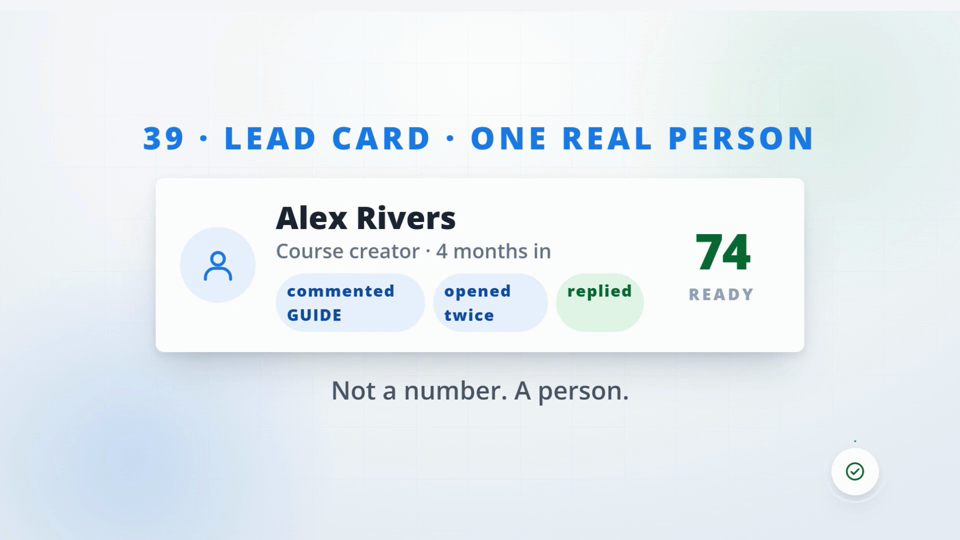 39 · LEAD CARD · ONE REAL PERSON
Alex Rivers
Course creator · 4 months in
commented GUIDE
opened twice
replied
74
READY
Not a number. A person.